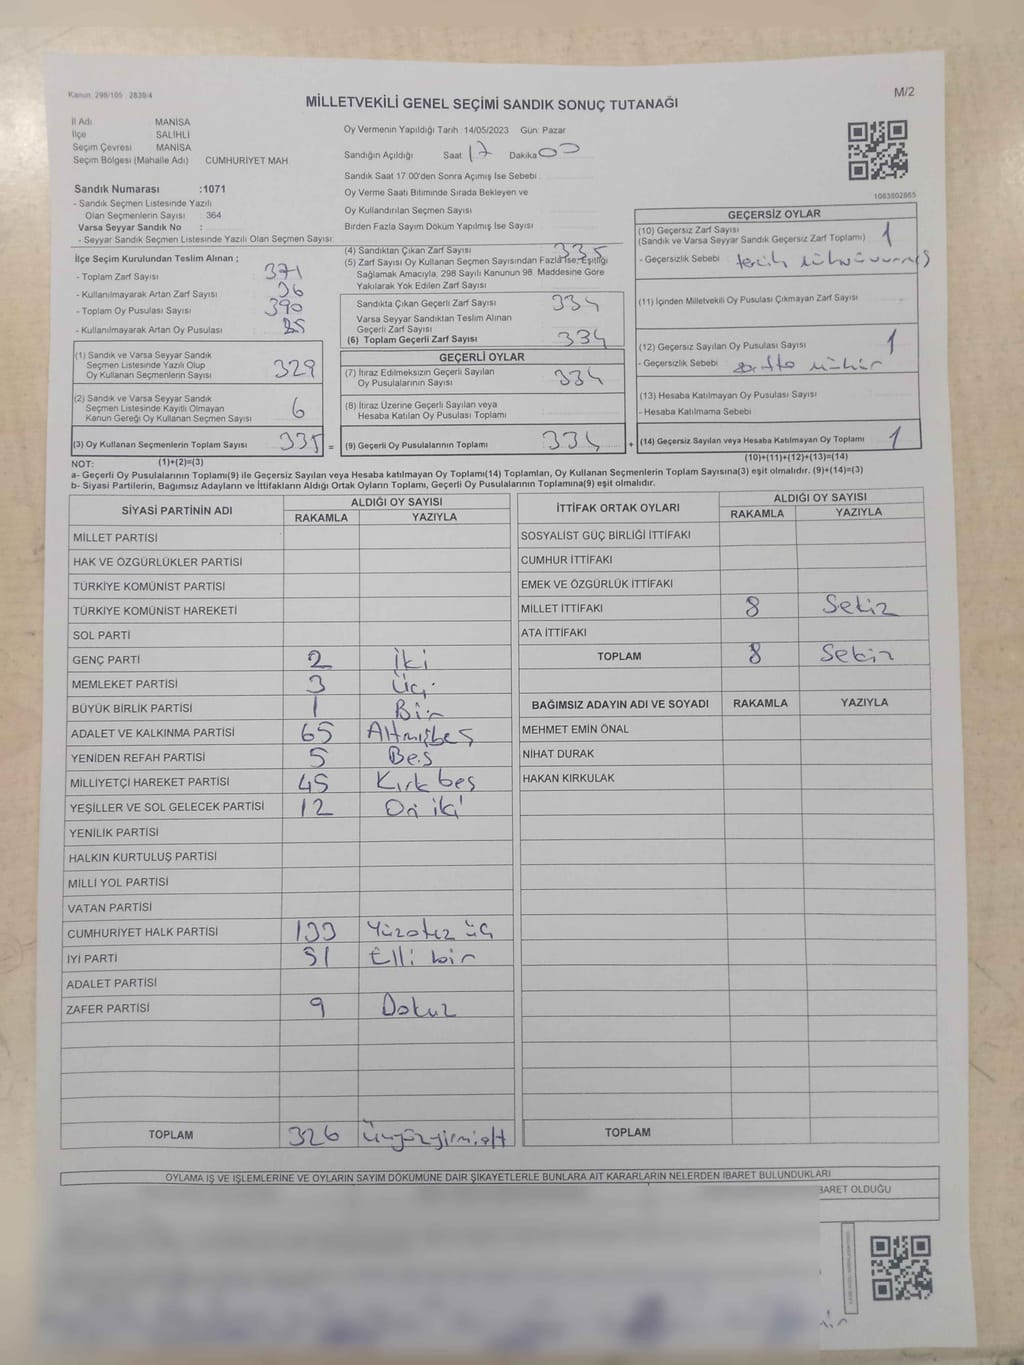 Kanun: 298/105 2839/4
M/2
MİLLETVEKİLİ GENEL SEÇİMİ SANDIK SONUÇ TUTANAĞI
İl Adı MANİSA
İlçe SALİHLİ
Seçim Çevresi MANİSA
Seçim Bölgesi (Mahalle Adı) CUMHURİYET MAH
Sandık Numarası :1071
- Sandık Seçmen Listesinde Yazılı
Olan Seçmenlerin Sayısı : 364
Varsa Seyyar Sandık No :
- Seyyar Sandık Seçmen Listesinde Yazılı Olan Seçmen Sayısı:
Oy Vermenin Yapıldığı Tarih: 14/05/2023 Gün: Pazar
Sandığın Açıldığı Saat 17 Dakika 00
Sandık Saat 17:00'den Sonra Açımış İse Sebebi :
Oy Verme Saati Bitiminde Sırada Bekleyen ve
Oy Kullandırılan Seçmen Sayısı
Birden Fazla Sayım Döküm Yapılmış İse Sayısı
1083802865
İlçe Seçim Kurulundan Teslim Alınan ;
- Toplam Zarf Sayısı 371
- Kullanılmayarak Artan Zarf Sayısı 36
- Toplam Oy Pusulası Sayısı 390
- Kullanılmayarak Artan Oy Pusulası
(1) Sandık ve Varsa Seyyar Sandık
Seçmen Listesinde Yazılı Olup
Oy Kullanan Seçmenlerin Sayısı 329
(2) Sandık ve Varsa Seyyar Sandık
Seçmen Listesinde Kayıtlı Olmayan
Kanun Gereği Oy Kullanan Seçmen Sayısı 6
(3) Oy Kullanan Seçmenlerin Toplam Sayısı 335 =
(4) Sandıktan Çıkan Zarf Sayısı 335
(5) Zarf Sayısı Oy Kullanan Seçmen Sayısından Fazla İse, Eşitliği
Sağlamak Amacıyla, 298 Sayılı Kanunun 98. Maddesine Göre
Yakılarak Yok Edilen Zarf Sayısı
Sandıkta Çıkan Geçerli Zarf Sayısı 334
Varsa Seyyar Sandıktan Teslim Alınan
Geçerli Zarf Sayısı
(6) Toplam Geçerli Zarf Sayısı 334
GEÇERLİ OYLAR
(7) İtiraz Edilmeksizin Geçerli Sayılan
Oy Pusulalarının Sayısı 334
(8) İtiraz Üzerine Geçerli Sayılan veya
Hesaba Katılan Oy Pusulası Toplamı
(9) Geçerli Oy Pusulalarının Toplamı 334 +
GEÇERSİZ OYLAR
(10) Geçersiz Zarf Sayısı 1
(Sandık ve Varsa Seyyar Sandık Geçersiz Zarf Toplamı)
- Geçersizlik Sebebi tercih
(11) İçinden Milletvekili Oy Pusulası Çıkmayan Zarf Sayısı
(12) Geçersiz Sayılan Oy Pusulası Sayısı 1
- Geçersizlik Sebebi zarfta mühür
(13) Hesaba Katılmayan Oy Pusulası Sayısı
- Hesaba Katılmama Sebebi
(14) Geçersiz Sayılan veya Hesaba Katılmayan Oy Toplamı 1
NOT: (1)+(2)=(3)
(10)+(11)+(12)+(13)=(14)
a- Geçerli Oy Pusulalarının Toplamı(9) ile Geçersiz Sayılan veya Hesaba katılmayan Oy Toplamı(14) Toplamları, Oy Kullanan Seçmenlerin Toplam Sayısına(3) eşit olmalıdır. (9)+(14)=(3)
b- Siyasi Partilerin, Bağımsız Adayların ve İttifakların Aldığı Ortak Oyların Toplamı, Geçerli Oy Pusulalarının Toplamına(9) eşit olmalıdır.
SİYASİ PARTİNİN ADI ALDIĞI OY SAYISI
RAKAMLA YAZIYLA
MİLLET PARTİSİ
HAK VE ÖZGÜRLÜKLER PARTİSİ
TÜRKİYE KOMÜNİST PARTİSİ
TÜRKİYE KOMÜNİST HAREKETİ
SOL PARTİ
GENÇ PARTİ 2 İki
MEMLEKET PARTİSİ 3 Üç
BÜYÜK BİRLİK PARTİSİ 1 Bir
ADALET VE KALKINMA PARTİSİ 65 Altmışbeş
YENİDEN REFAH PARTİSİ 5 Beş
MİLLİYETÇİ HAREKET PARTİSİ 45 Kırk beş
YEŞİLLER VE SOL GELECEK PARTİSİ 12 On iki
YENİLİK PARTİSİ
HALKIN KURTULUŞ PARTİSİ
MİLLİ YOL PARTİSİ
VATAN PARTİSİ
CUMHURİYET HALK PARTİSİ 133 Yüzotuz üç
İYİ PARTİ 51 Elli bir
ADALET PARTİSİ
ZAFER PARTİSİ 9 Dokuz
TOPLAM 326 Üçyüzyirmialt
İTTİFAK ORTAK OYLARI ALDIĞI OY SAYISI
RAKAMLA YAZIYLA
SOSYALİST GÜÇ BİRLİĞİ İTTİFAKI
CUMHUR İTTİFAKI
EMEK VE ÖZGÜRLÜK İTTİFAKI
MİLLET İTTİFAKI 8 Sekiz
ATA İTTİFAKI
TOPLAM 8 Sekiz
BAĞIMSIZ ADAYIN ADI VE SOYADI RAKAMLA YAZIYLA
MEHMET EMİN ÖNAL
NİHAT DURAK
HAKAN KIRKULAK
TOPLAM
OYLAMA İŞ VE İŞLEMLERİNE VE OYLARIN SAYIM DÖKÜMÜNE DAİR ŞİKAYETLERLE BUNLARA AİT KARARLARIN NELERDEN İBARET BULUNDUKLARI
BARET OLDUĞU